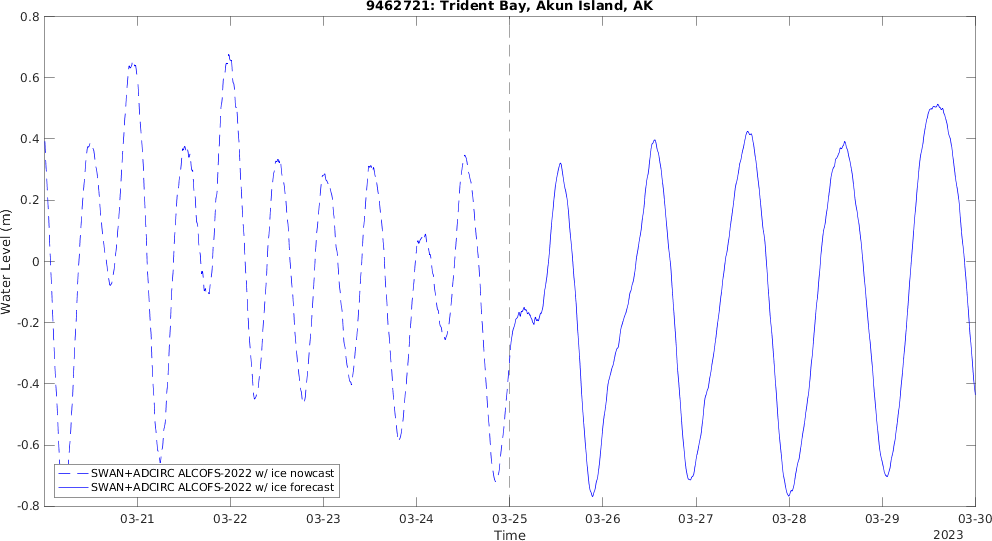 9462721: Trident Bay, Akun Island, AK
0.8
0.6
0.4
0.2
0
-0.2
-0.4
-0.6
-0.8
Water Level (m)
SWAN+ADCIRC ALCOFS-2022 w/ ice nowcast
SWAN+ADCIRC ALCOFS-2022 w/ ice forecast
03-21 03-22 03-23 03-24 03-25 03-26 03-27 03-28 03-29 03-30
Time
2023